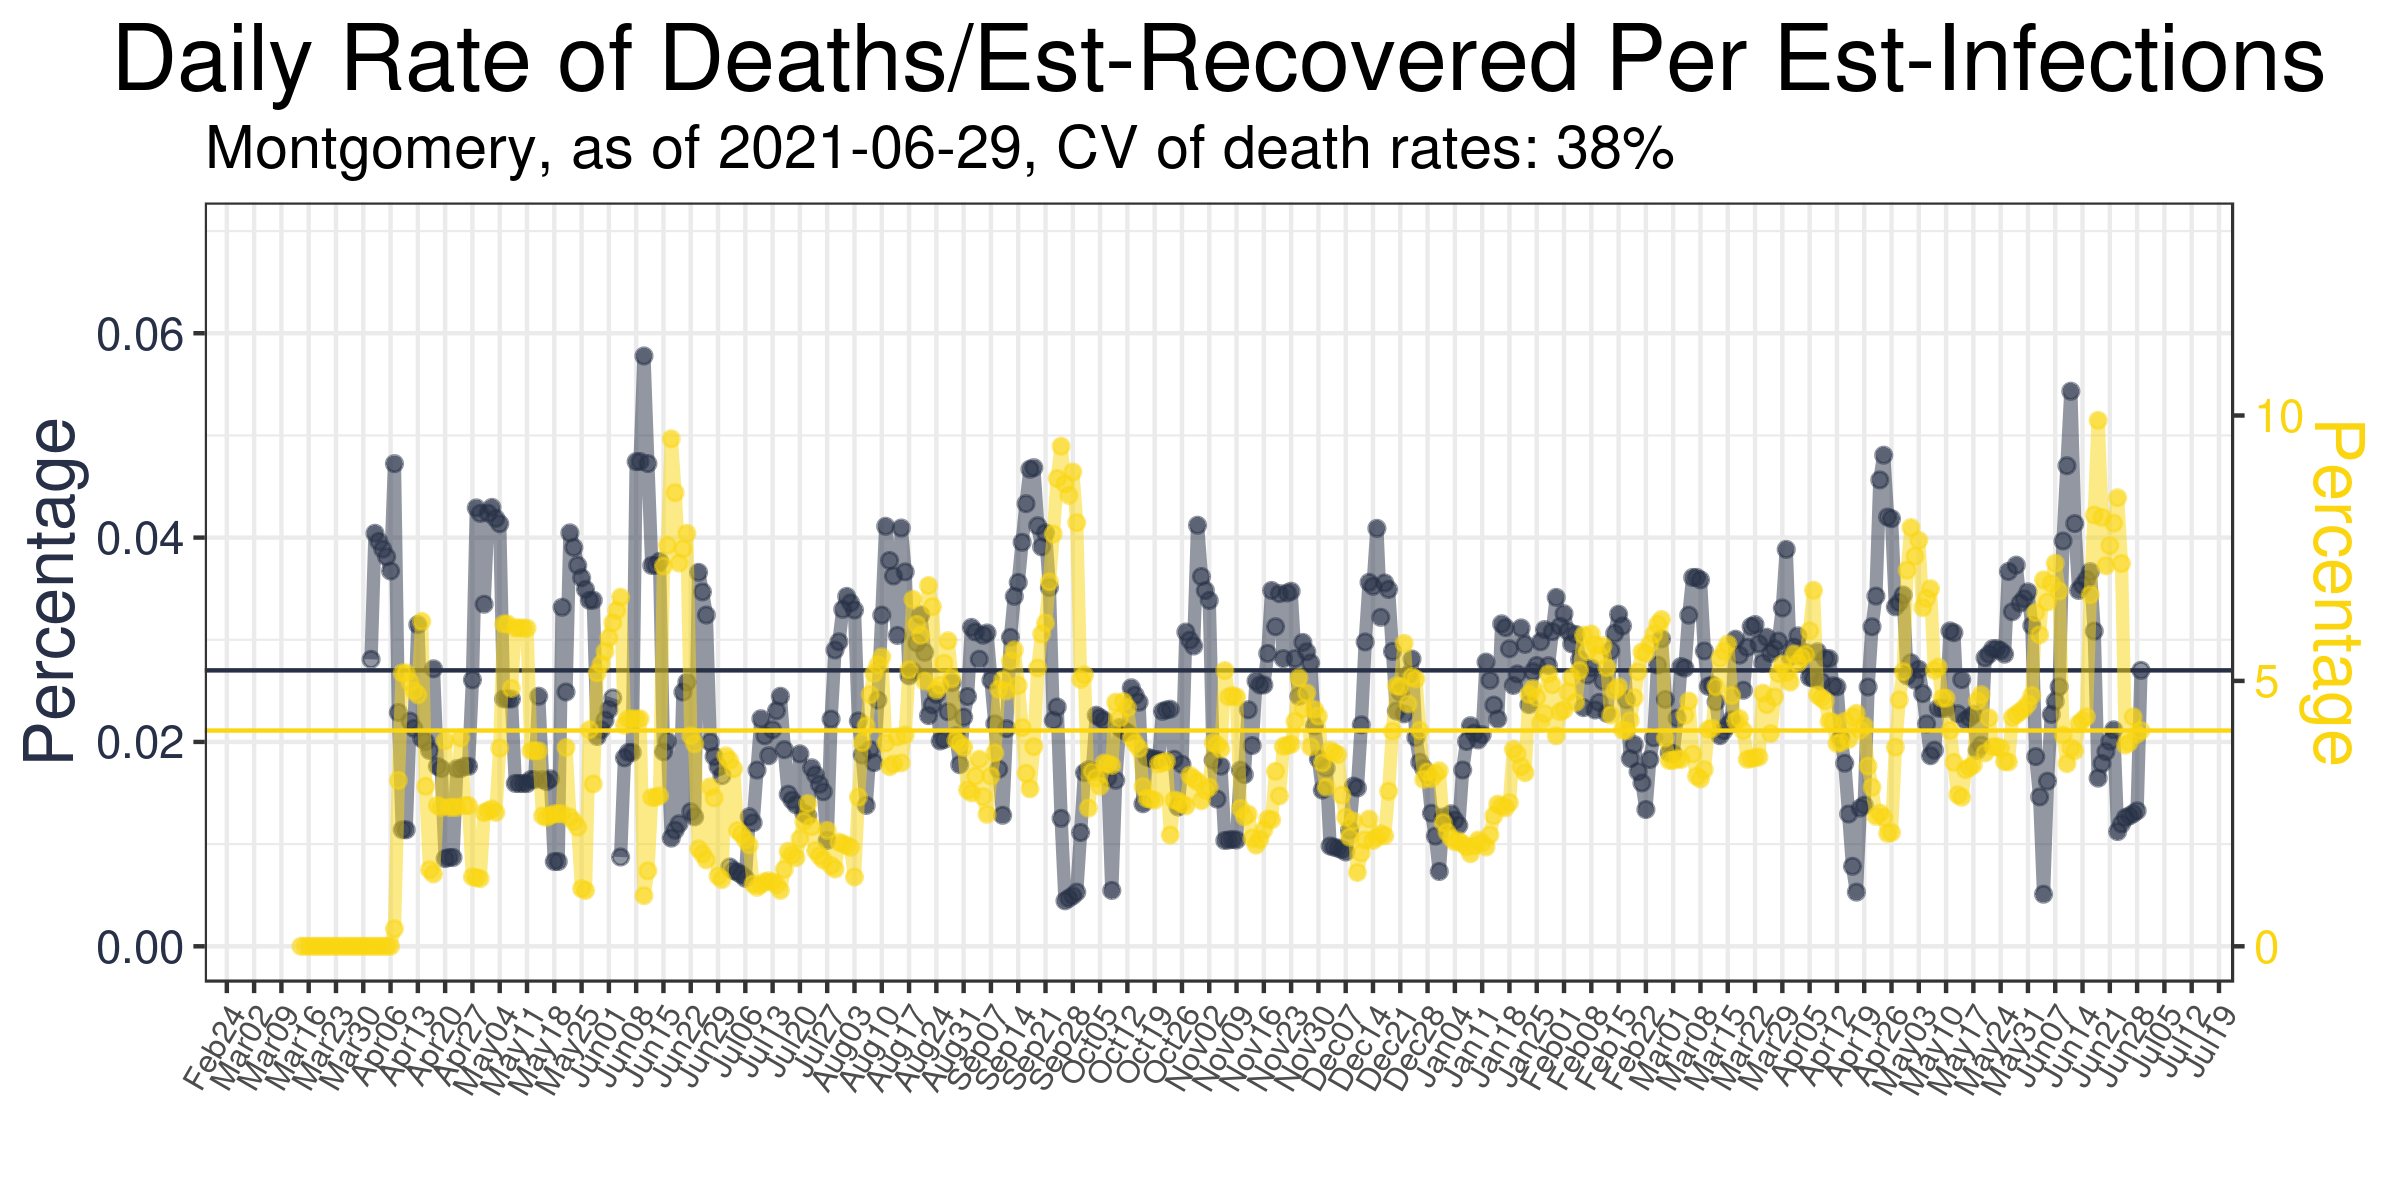 Daily Rate of Deaths/Est-Recovered Per Est-Infections
Montgomery, as of 2021-06-29, CV of death rates: 38%
Percentage
0.06
0.04
0.02
0.00
10
5
0
Percentage
Feb24
Mar02
Mar09
Mar16
Mar23
Mar30
Apr06
Apr13
Apr20
Apr27
May04
May11
May18
May25
Jun01
Jun08
Jun15
Jun22
Jun29
Jul06
Jul13
Jul20
Jul27
Aug03
Aug10
Aug17
Aug24
Aug31
Sep07
Sep14
Sep21
Sep28
Oct05
Oct12
Oct19
Oct26
Nov02
Nov09
Nov16
Nov23
Nov30
Dec07
Dec14
Dec21
Dec28
Jan04
Jan11
Jan18
Jan25
Feb01
Feb08
Feb15
Feb22
Mar01
Mar08
Mar15
Mar22
Mar29
Apr05
Apr12
Apr19
Apr26
May03
May10
May17
May24
May31
Jun07
Jun14
Jun21
Jun28
Jul05
Jul12
Jul19